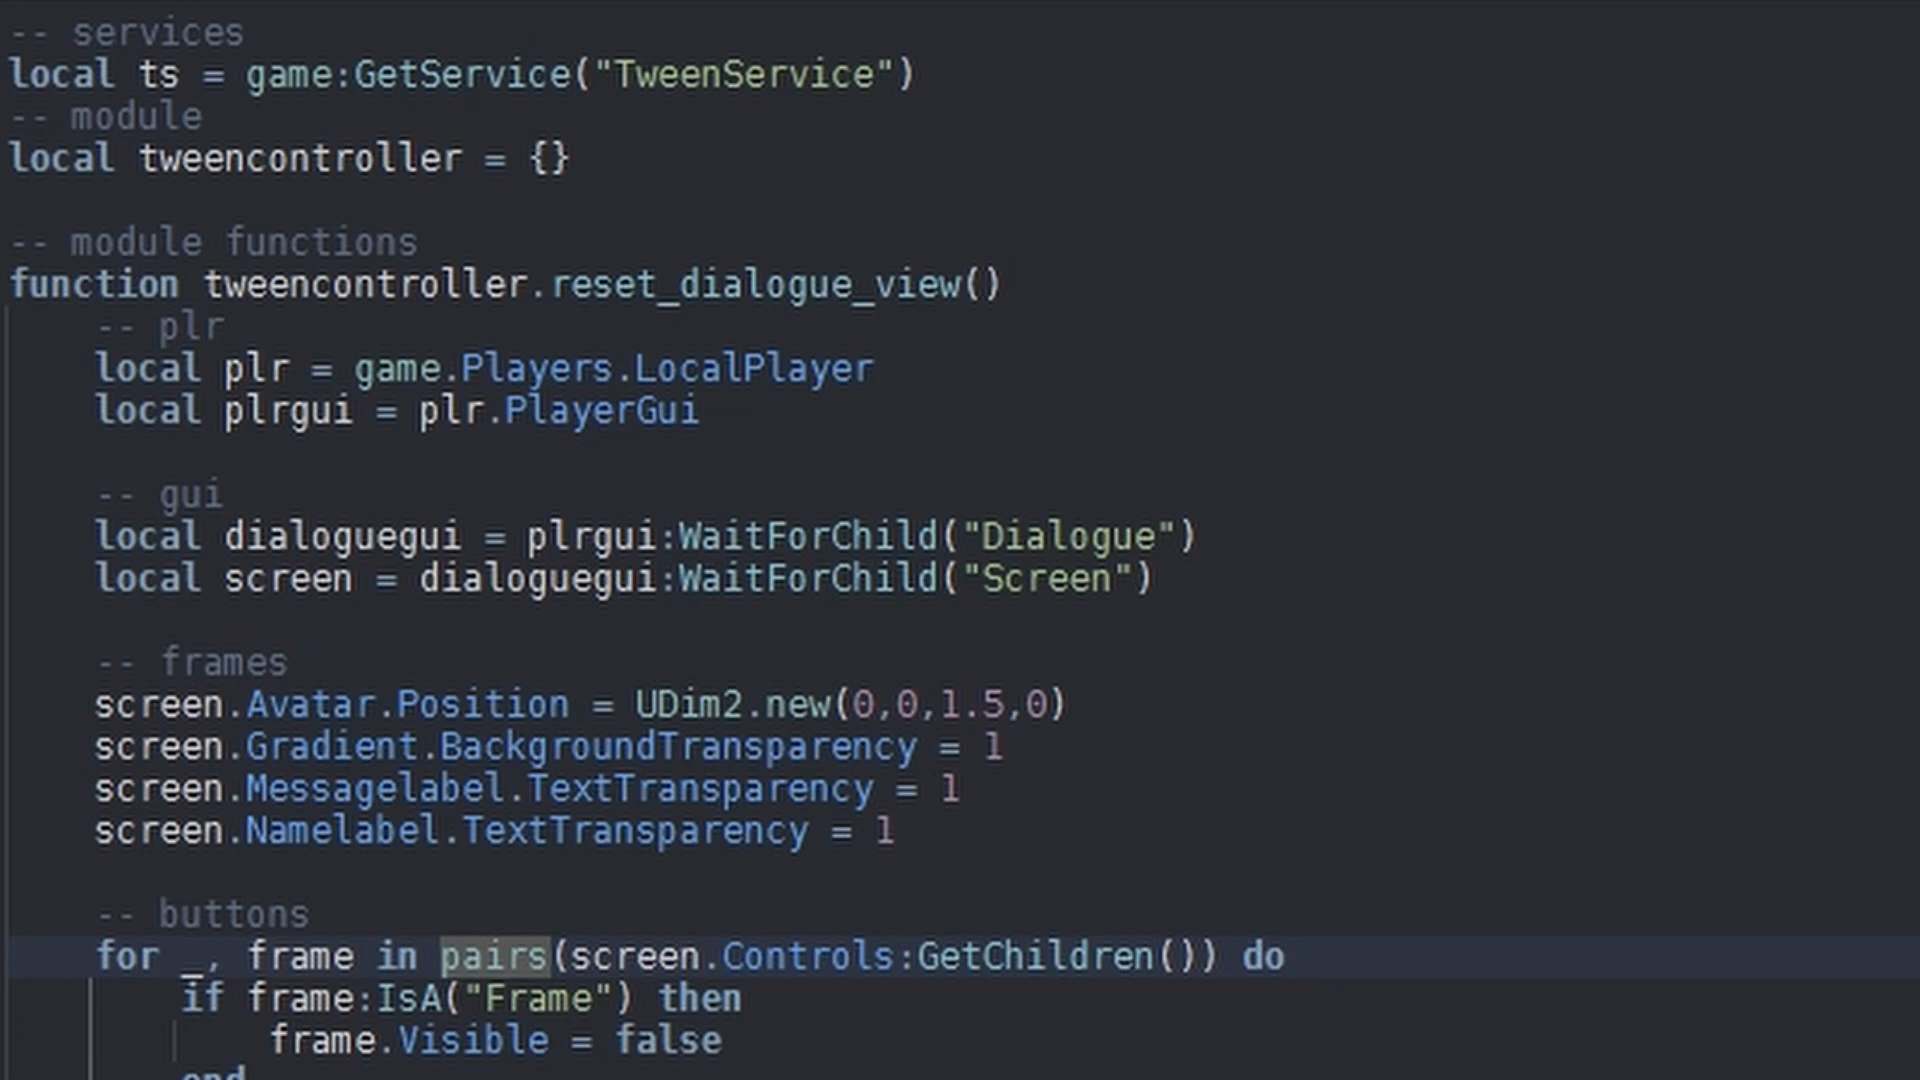 -- services
local ts = game:GetService("TweenService")
-- module
local tweencontroller = {}
-- module functions
function tweencontroller.reset_dialogue_view()
-- plr
local plr = game.Players.LocalPlayer
local plrgui = plr.PlayerGui
-- gui
local dialoguegui = plrgui:WaitForChild("Dialogue")
local screen = dialoguegui:WaitForChild("Screen")
-- frames
screen.Avatar.Position = UDim2.new(0,0,1.5,0)
screen.Gradient.BackgroundTransparency = 1
screen.Messagelabel.TextTransparency = 1
screen.Namelabel.TextTransparency = 1
-- buttons
for _, frame in pairs(screen.Controls:GetChildren()) do
if frame:IsA("Frame") then
frame.Visible = false
end